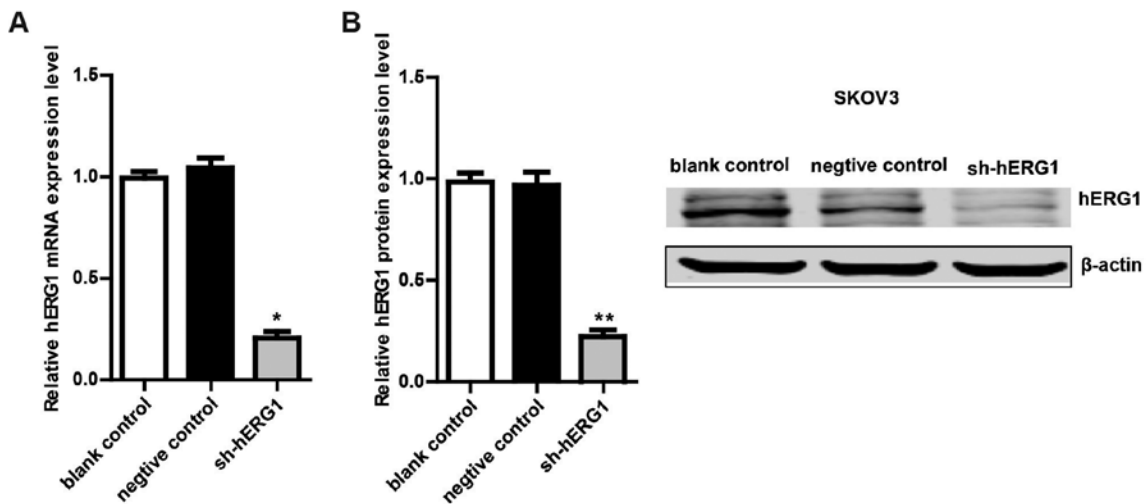 A
Relative hERG1 mRNA expression level
1.5
1.0
0.5
0.0
*
blank control
negtive control
sh-hERG1
B
Relative hERG1 protein expression level
1.5
1.0
0.5
0.0
**
blank control
negtive control
sh-hERG1
SKOV3
blank control negtive control sh-hERG1
hERG1
β-actin